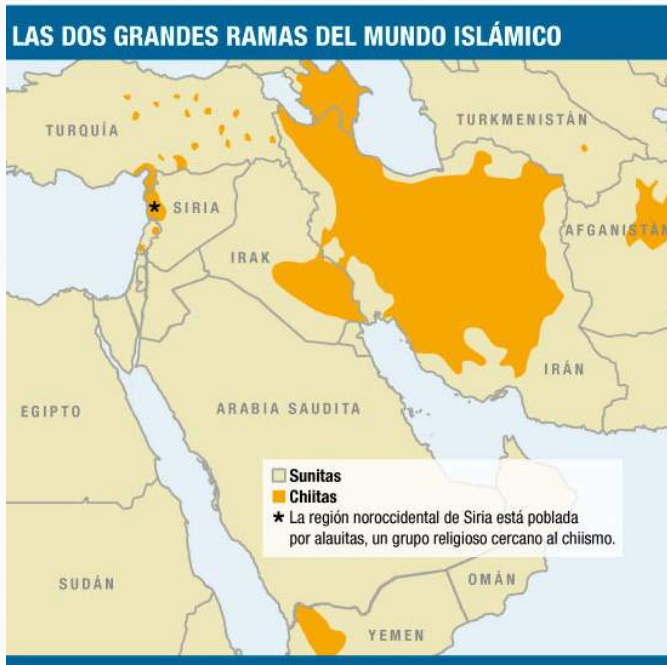 LAS DOS GRANDES RAMAS DEL MUNDO ISLÁMICO
TURQUÍA
TURKMENISTÁN
* SIRIA
AFGANISTÁN
IRAK
IRÁN
EGIPTO
ARABIA SAUDITA
Sunitas
Chiitas
* La región noroccidental de Siria está poblada
por alauitas, un grupo religioso cercano al chiismo.
SUDÁN
OMÁN
YEMEN